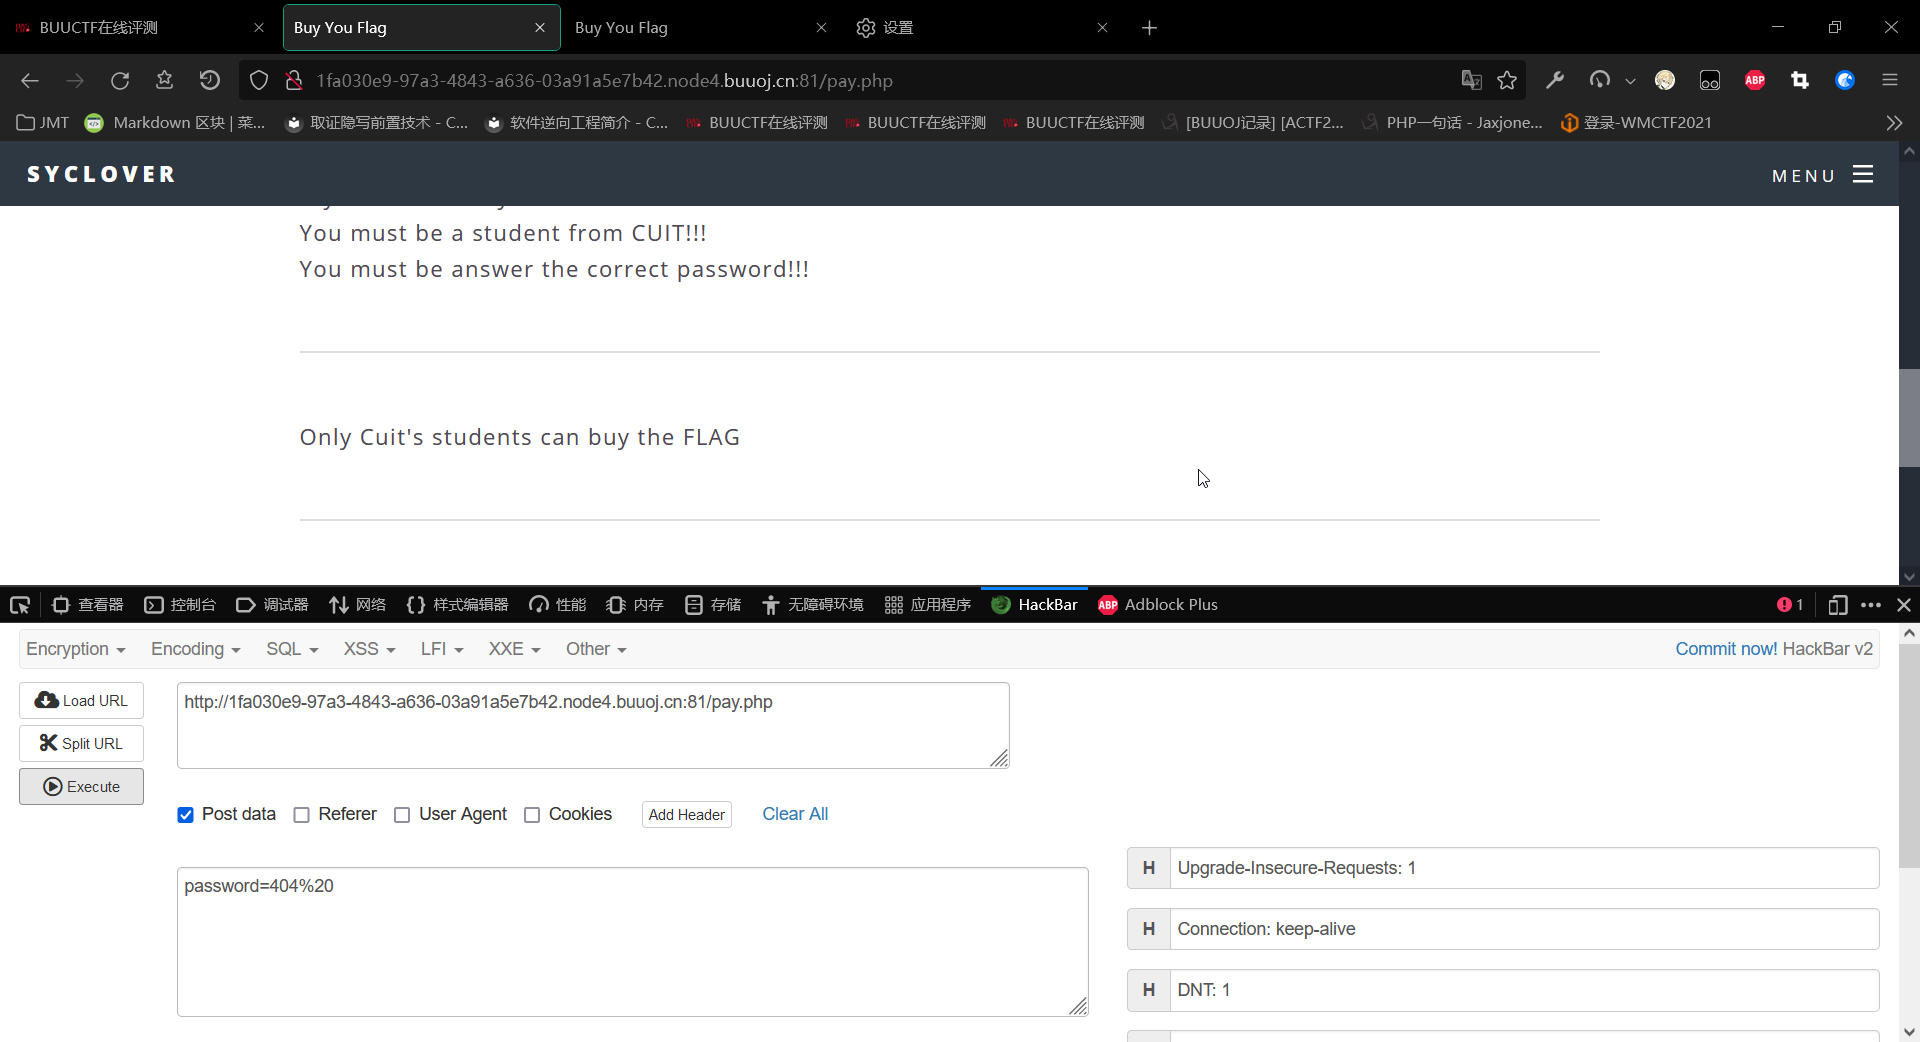 BUUCTF在线评测
Buy You Flag
Buy You Flag
设置
1fa030e9-97a3-4843-a636-03a91a5e7b42.node4.buuoj.cn:81/pay.php
ABP
JMT
Markdown 区块 | 菜...
取证隐写前置技术 - C...
软件逆向工程简介 - C...
BUUCTF在线评测
BUUCTF在线评测
BUUCTF在线评测
[BUUOJ记录] [ACTF2...
PHP一句话 - Jaxjone...
登录-WMCTF2021
SYCLOVER
MENU
You must be a student from CUIT!!!
You must be answer the correct password!!!
Only Cuit's students can buy the FLAG
查看器
控制台
调试器
网络
样式编辑器
性能
内存
存储
无障碍环境
应用程序
HackBar
ABP Adblock Plus
1
Encryption
Encoding
SQL
XSS
LFI
XXE
Other
Commit now! HackBar v2
Load URL
http://1fa030e9-97a3-4843-a636-03a91a5e7b42.node4.buuoj.cn:81/pay.php
Split URL
Execute
Post data
Referer
User Agent
Cookies
Add Header
Clear All
password=404%20
H Upgrade-Insecure-Requests: 1
H Connection: keep-alive
H DNT: 1